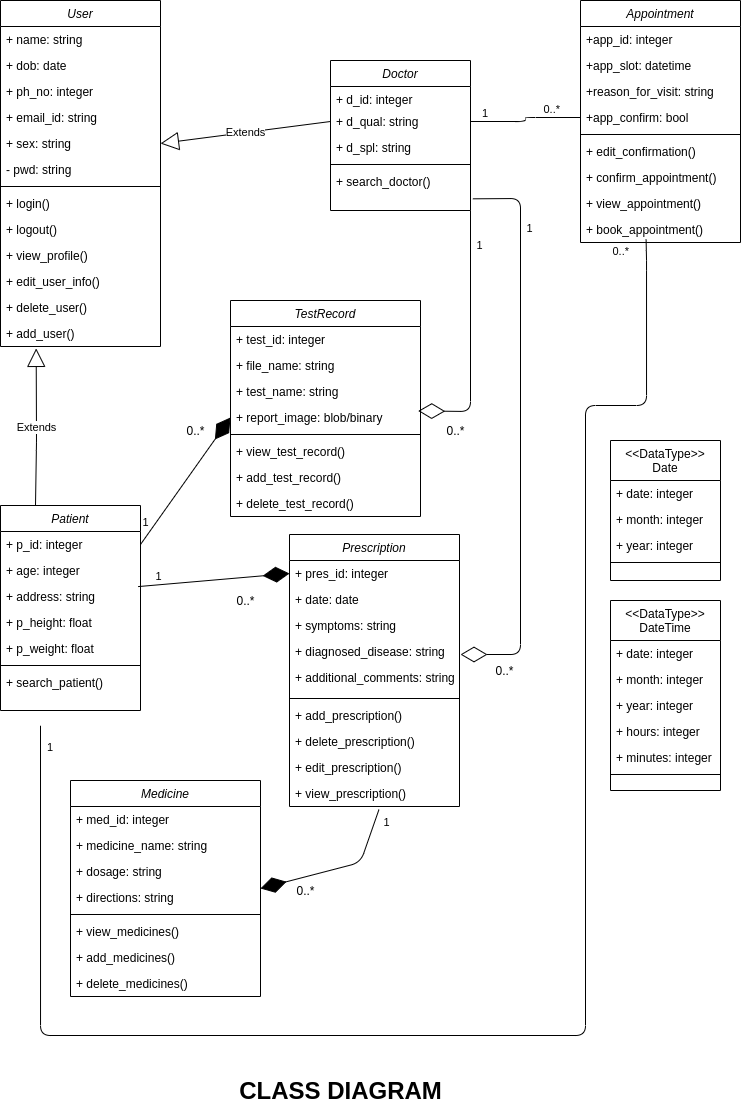 User
+ name: string
+ dob: date
+ ph_no: integer
+ email_id: string
+ sex: string
- pwd: string
+ login()
+ logout()
+ view_profile()
+ edit_user_info()
+ delete_user()
+ add_user()
Extends
Doctor
+ d_id: integer
+ d_qual: string
+ d_spl: string
+ search_doctor()
1
0..*
Appointment
+app_id: integer
+app_slot: datetime
+reason_for_visit: string
+app_confirm: bool
+ edit_confirmation()
+ confirm_appointment()
+ view_appointment()
+ book_appointment()
0..*
1
1
TestRecord
+ test_id: integer
+ file_name: string
+ test_name: string
+ report_image: blob/binary
+ view_test_record()
+ add_test_record()
+ delete_test_record()
0..*
0..*
Extends
1
Patient
+ p_id: integer
+ age: integer
+ address: string
+ p_height: float
+ p_weight: float
+ search_patient()
1
0..*
Prescription
+ pres_id: integer
+ date: date
+ symptoms: string
+ diagnosed_disease: string
+ additional_comments: string
+ add_prescription()
+ delete_prescription()
+ edit_prescription()
+ view_prescription()
0..*
<<DataType>>
Date
+ date: integer
+ month: integer
+ year: integer
<<DataType>>
DateTime
+ date: integer
+ month: integer
+ year: integer
+ hours: integer
+ minutes: integer
1
Medicine
+ med_id: integer
+ medicine_name: string
+ dosage: string
+ directions: string
+ view_medicines()
+ add_medicines()
+ delete_medicines()
1
0..*
CLASS DIAGRAM